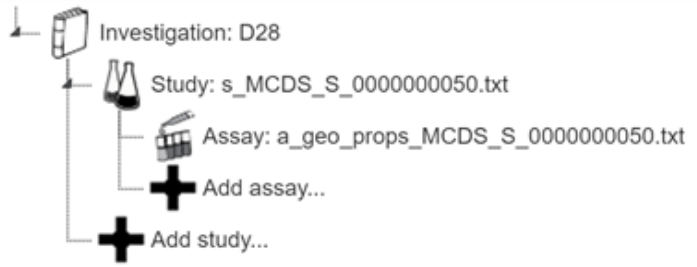 Investigation: D28
Study: s_MCDS_S_0000000050.txt
Assay: a_geo_props_MCDS_S_0000000050.txt
Add assay...
Add study...